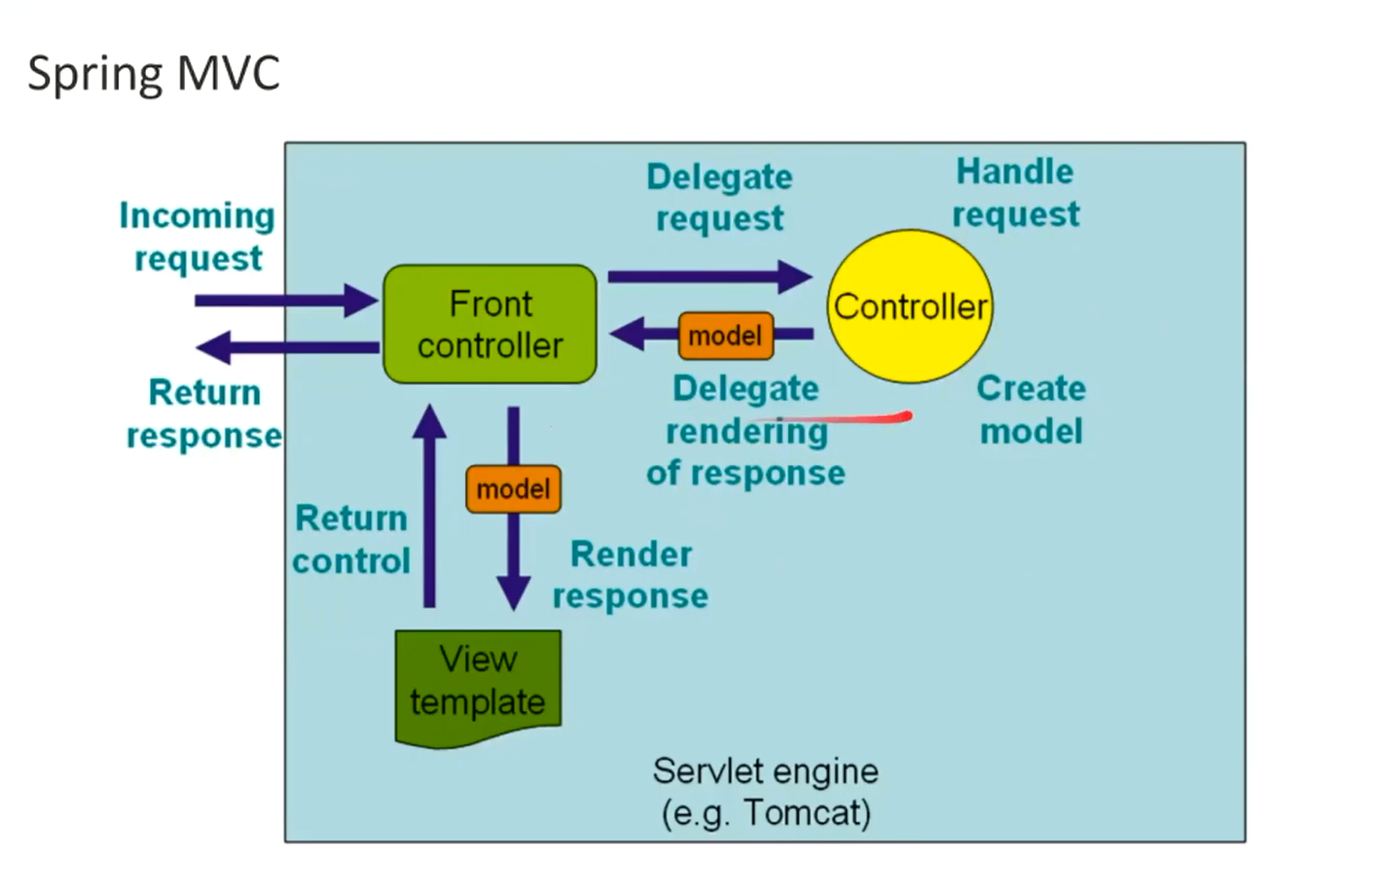 Spring MVC
Incoming
request
Return
response
Front
controller
Delegate
request
Handle
request
Controller
model
Delegate
rendering
of response
Create
model
Return
control
model
Render
response
View
template
Servlet engine
(e.g. Tomcat)